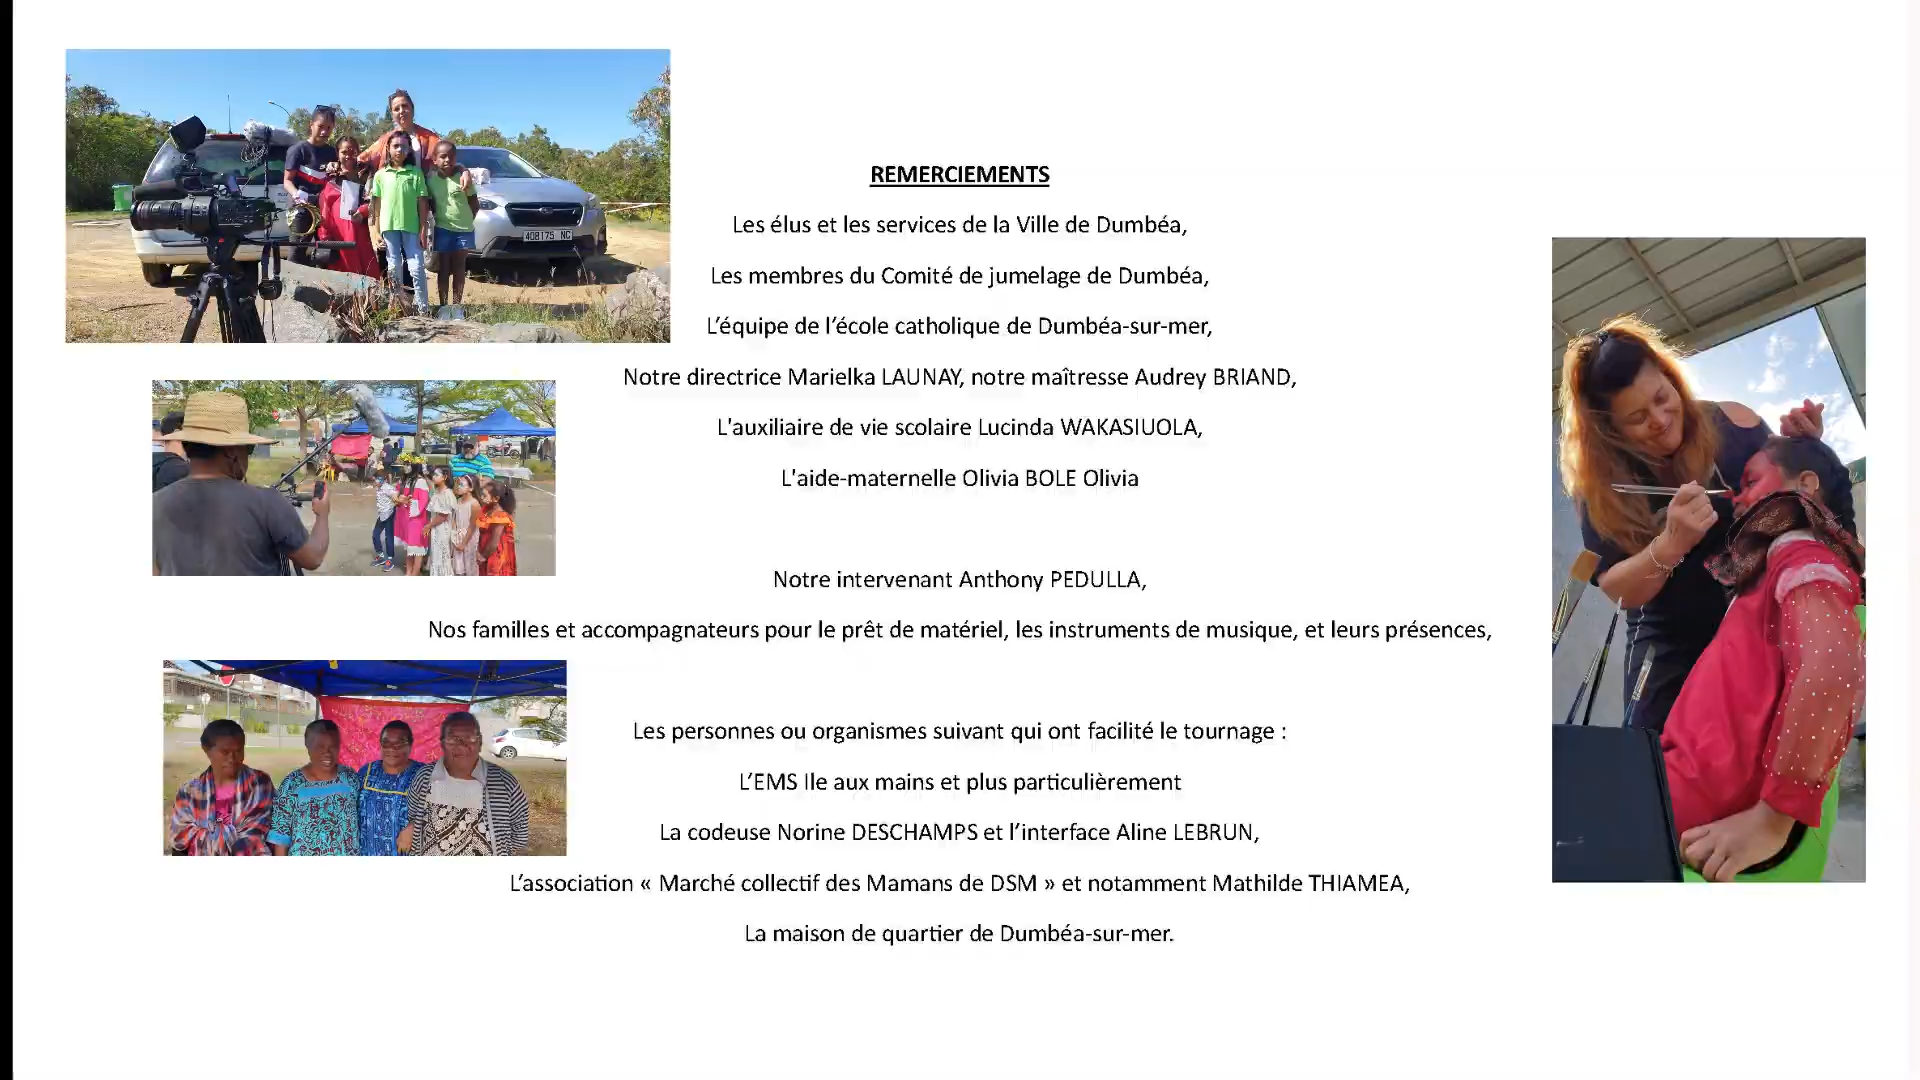 408175 NC
REMERCIEMENTS
Les élus et les services de la Ville de Dumbéa,
Les membres du Comité de jumelage de Dumbéa,
L’équipe de l’école catholique de Dumbéa-sur-mer,
Notre directrice Marielka LAUNAY, notre maîtresse Audrey BRIAND,
L'auxiliaire de vie scolaire Lucinda WAKASIUOLA,
L'aide-maternelle Olivia BOLE Olivia
Notre intervenant Anthony PEDULLA,
Nos familles et accompagnateurs pour le prêt de matériel, les instruments de musique, et leurs présences,
Les personnes ou organismes suivant qui ont facilité le tournage :
L’EMS Ile aux mains et plus particulièrement
La codeuse Norine DESCHAMPS et l’interface Aline LEBRUN,
L’association « Marché collectif des Mamans de DSM » et notamment Mathilde THIAMEA,
La maison de quartier de Dumbéa-sur-mer.